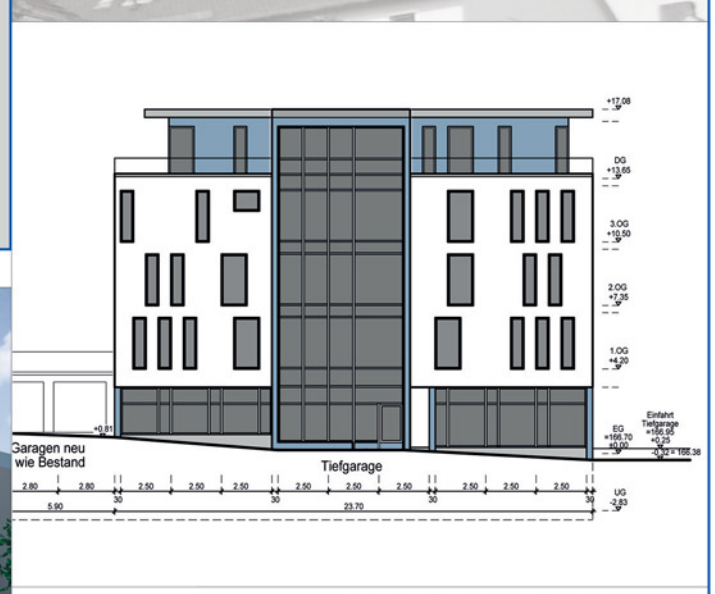 +17.08
DG
+13.65
3.OG
+10.50
2.OG
+7.35
1.OG
+4.20
Einfahrt
Tiefgarage
=166.95
+0.25
-0.32 = 166.38
EG
=166.70
±0.00
+0.81
Garagen neu
wie Bestand
Tiefgarage
2.80 2.80 2.50 2.50 2.50 2.50 2.50 2.50 2.50 2.50 2.50
30 30 30 30
5.90 23.70
UG
-2.83